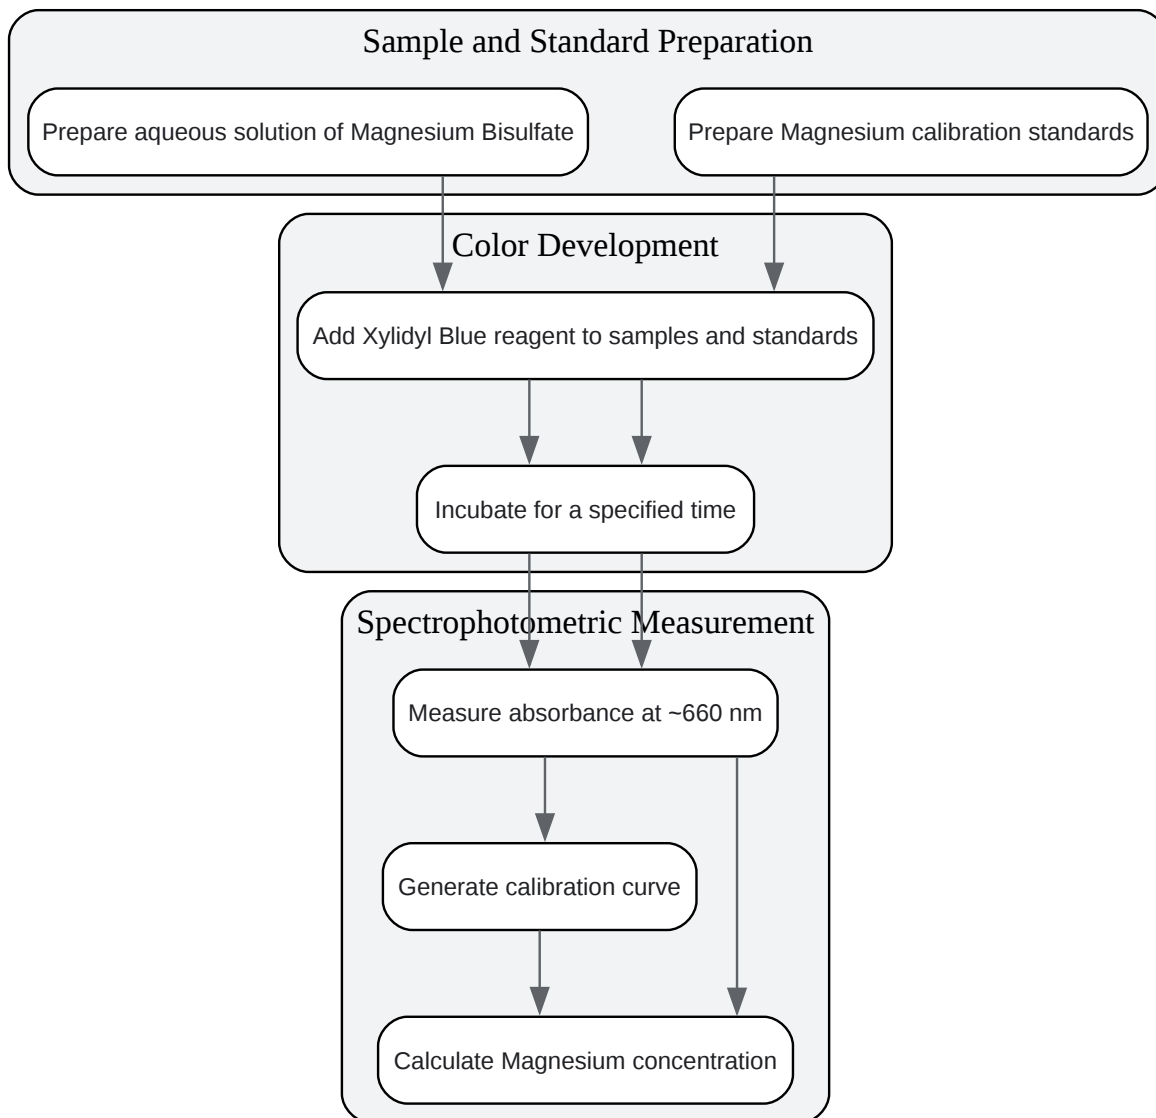 Sample and Standard Preparation
Prepare aqueous solution of Magnesium Bisulfate
Prepare Magnesium calibration standards
Color Development
Add Xylidyl Blue reagent to samples and standards
Incubate for a specified time
Spectrophotometric Measurement
Measure absorbance at ~660 nm
Generate calibration curve
Calculate Magnesium concentration